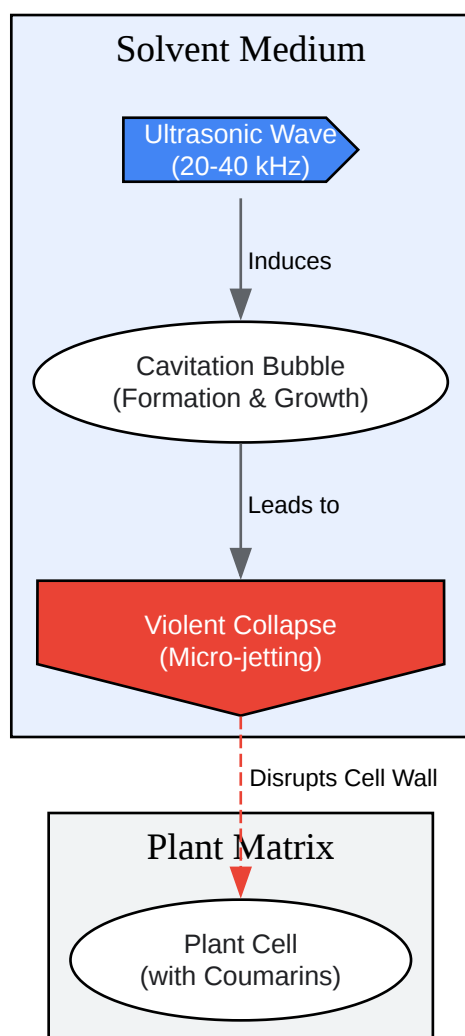 Solvent Medium
Ultrasonic Wave
(20-40 kHz)
Induces
Cavitation Bubble
(Formation & Growth)
Leads to
Violent Collapse
(Micro-jetting)
Disrupts Cell Wall
Plant Matrix
Plant Cell
(with Coumarins)